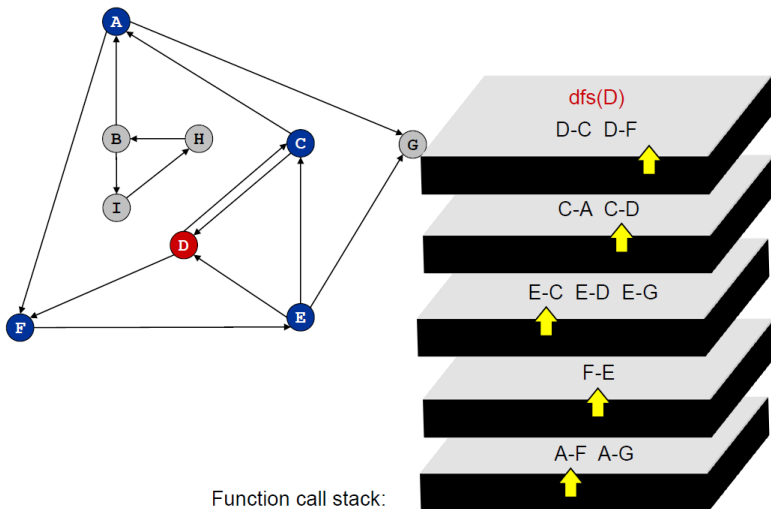 A
B
H
C
G
I
D
F
E
dfs(D)
D-C D-F
C-A C-D
E-C E-D E-G
F-E
A-F A-G
Function call stack: